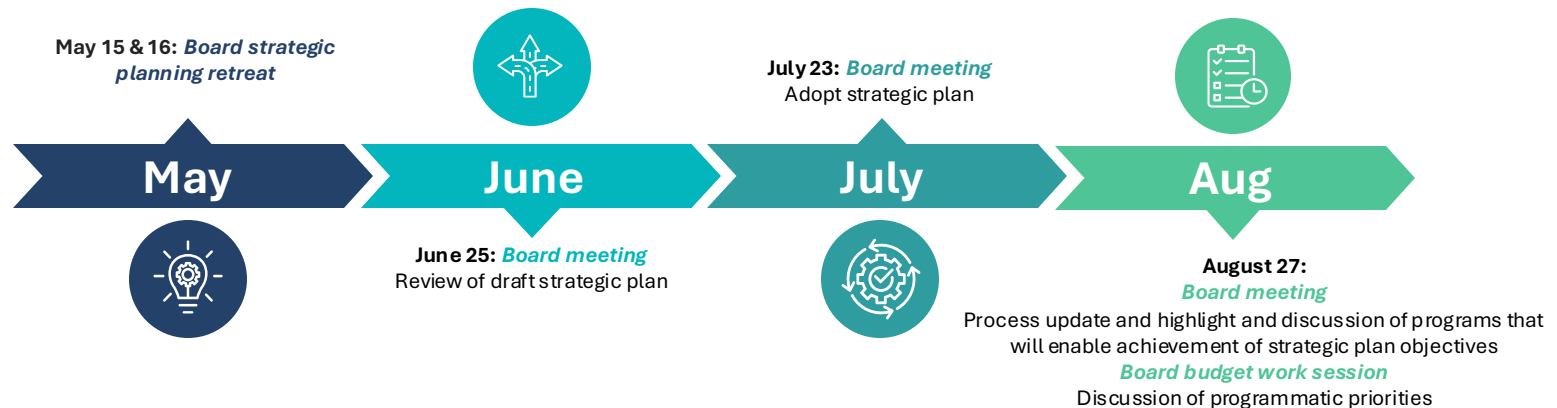 May 15 & 16: Board strategic
planning retreat
May
June
June 25: Board meeting
Review of draft strategic plan
July 23: Board meeting
Adopt strategic plan
July
Aug
August 27:
Board meeting
Process update and highlight and discussion of programs that
will enable achievement of strategic plan objectives
Board budget work session
Discussion of programmatic priorities